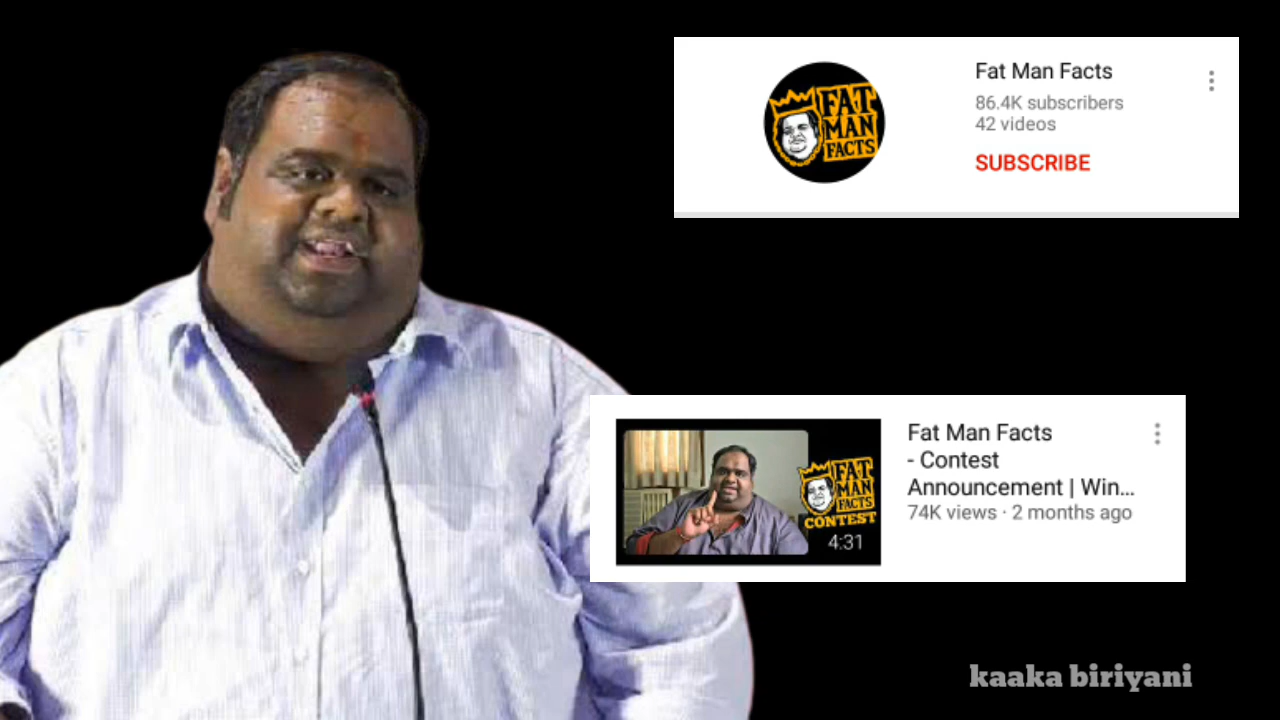 Fat Man Facts
86.4K subscribers
42 videos
SUBSCRIBE
FAT
MAN
FACTS
Fat Man Facts
- Contest
Announcement | Win...
74K views · 2 months ago
FAT
MAN
FACTS
CONTEST
4:31
kaaka biriyani